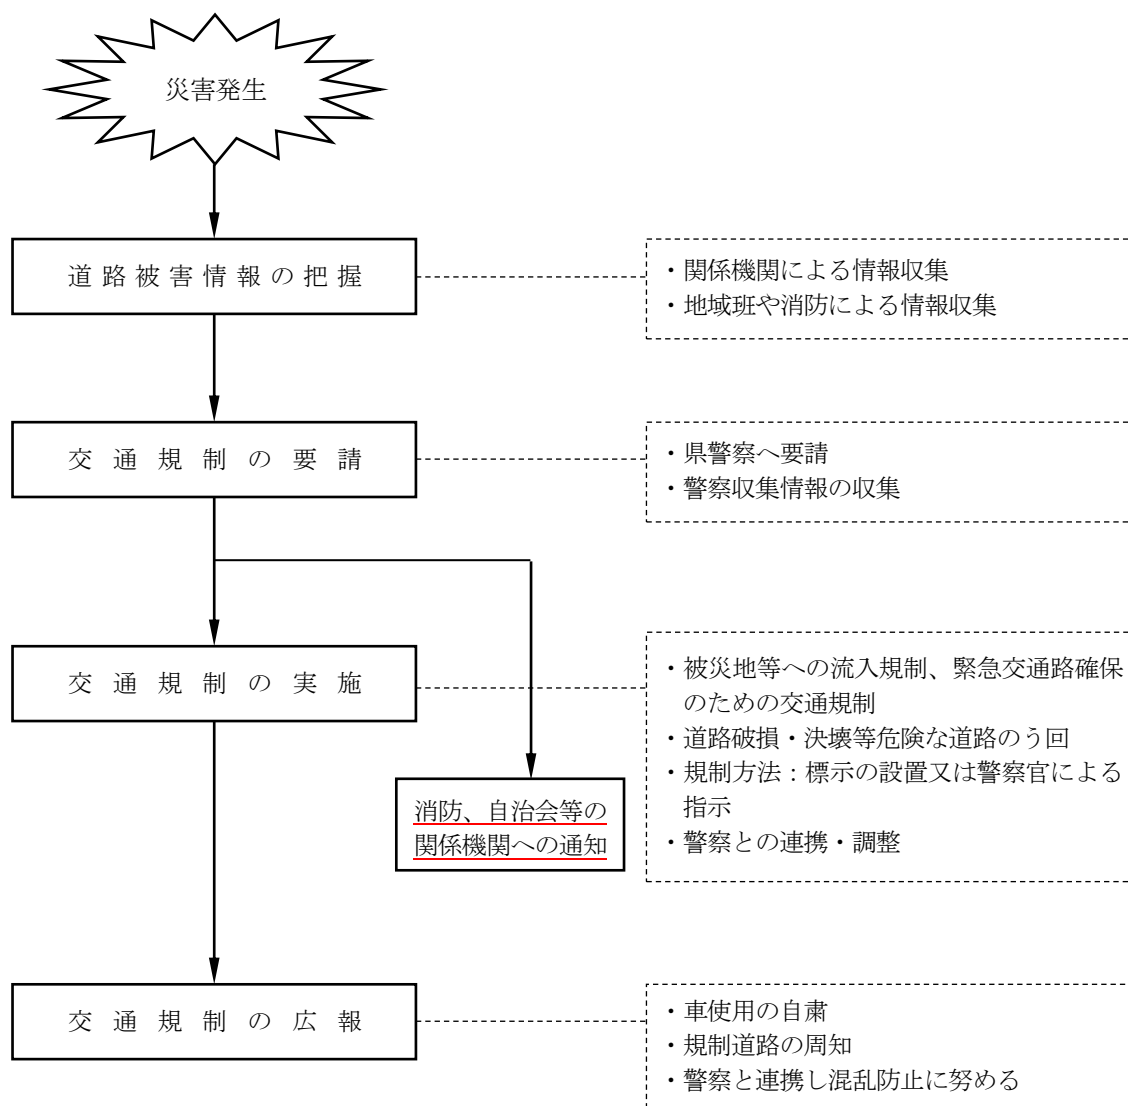 災害発生
道路被害情報の把握
・関係機関による情報収集
・地域班や消防による情報収集
交通規制の要請
・県警察へ要請
・警察収集情報の収集
交通規制の実施
・被災地等への流入規制、緊急交通路確保
のための交通規制
・道路破損・決壊等危険な道路のう回
・規制方法：標示の設置又は警察官による
指示
・警察との連携・調整
消防、自治会等の
関係機関への通知
交通規制の広報
・車使用の自粛
・規制道路の周知
・警察と連携し混乱防止に努める